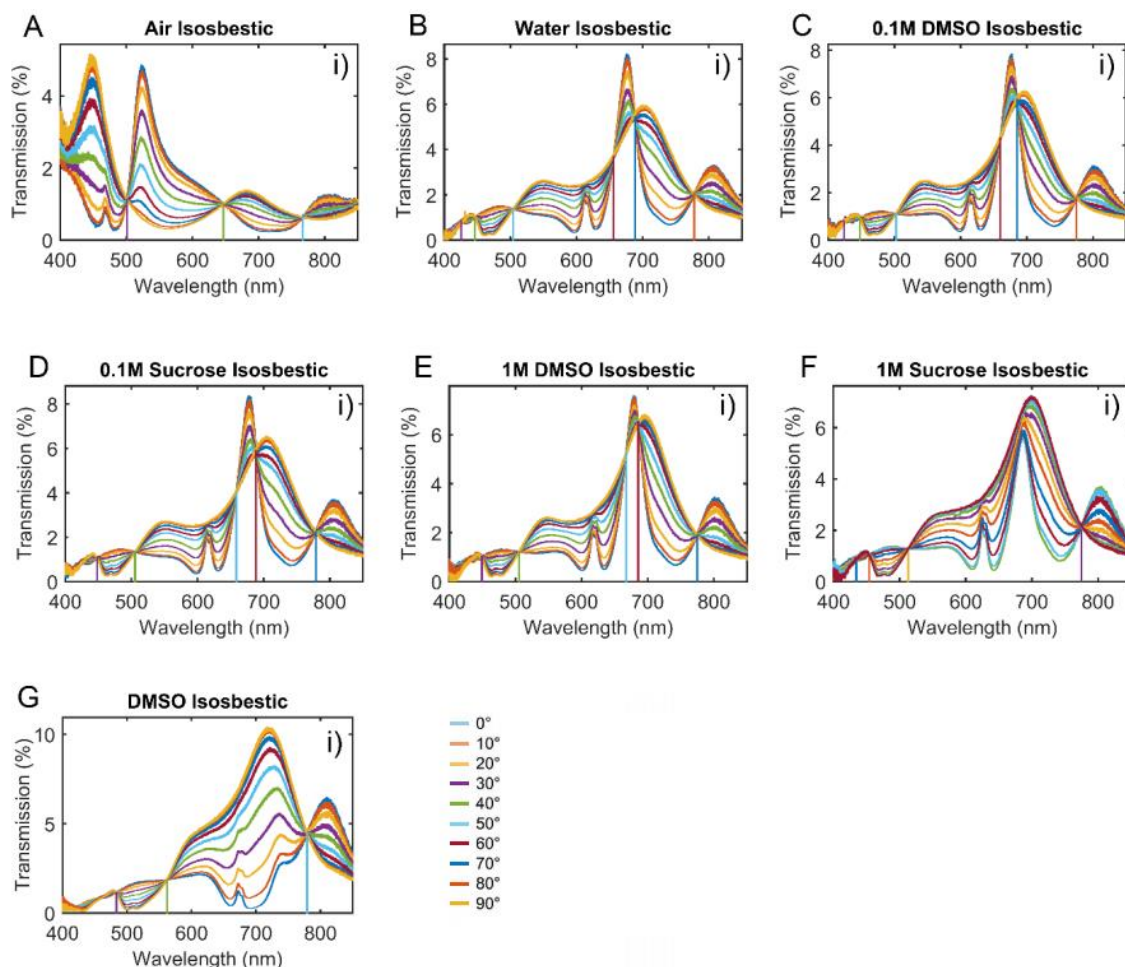 A
Air Isosbestic
i)
Transmission (%)
4
2
0
400 500 600 700 800
Wavelength (nm)
B
Water Isosbestic
i)
Transmission (%)
8
6
4
2
0
400 500 600 700 800
Wavelength (nm)
C
0.1M DMSO Isosbestic
i)
Transmission (%)
8
6
4
2
0
400 500 600 700 800
Wavelength (nm)
D
0.1M Sucrose Isosbestic
i)
Transmission (%)
8
6
4
2
0
400 500 600 700 800
Wavelength (nm)
E
1M DMSO Isosbestic
i)
Transmission (%)
6
4
2
0
400 500 600 700 800
Wavelength (nm)
F
1M Sucrose Isosbestic
i)
Transmission (%)
6
4
2
0
400 500 600 700 800
Wavelength (nm)
G
DMSO Isosbestic
i)
Transmission (%)
10
5
0
400 500 600 700 800
Wavelength (nm)
0°
10°
20°
30°
40°
50°
60°
70°
80°
90°